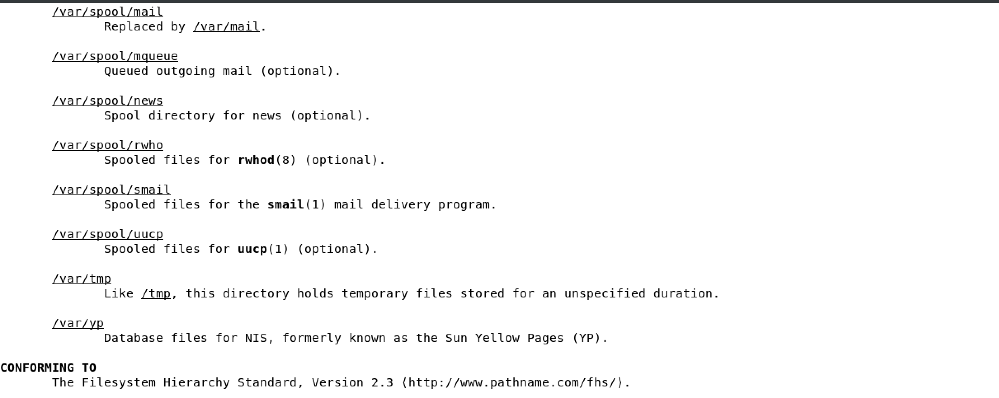 /var/spool/mail
Replaced by /var/mail.
/var/spool/mqueue
Queued outgoing mail (optional).
/var/spool/news
Spool directory for news (optional).
/var/spool/rwho
Spooled files for rwhod(8) (optional).
/var/spool/smail
Spooled files for the smail(1) mail delivery program.
/var/spool/uucp
Spooled files for uucp(1) (optional).
/var/tmp
Like /tmp, this directory holds temporary files stored for an unspecified duration.
/var/yp
Database files for NIS, formerly known as the Sun Yellow Pages (YP).
CONFORMING TO
The Filesystem Hierarchy Standard, Version 2.3 ⟨http://www.pathname.com/fhs/⟩.